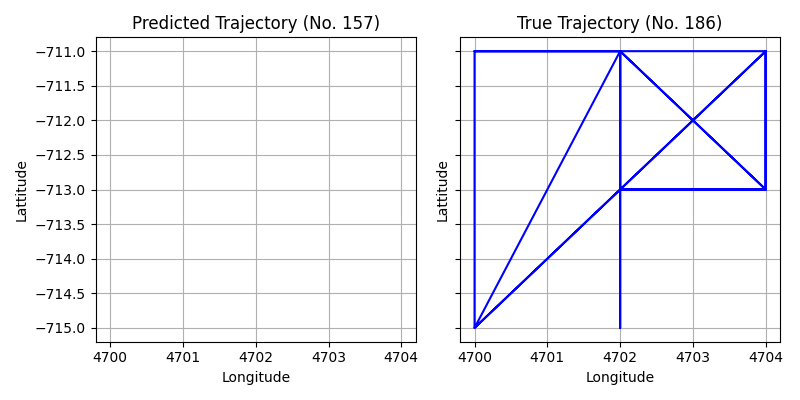 Predicted Trajectory (No. 157)
−711.0
−711.5
−712.0
−712.5
−713.0
−713.5
−714.0
−714.5
−715.0
Lattitude
4700 4701 4702 4703 4704
Longitude
True Trajectory (No. 186)
Lattitude
4700 4701 4702 4703 4704
Longitude